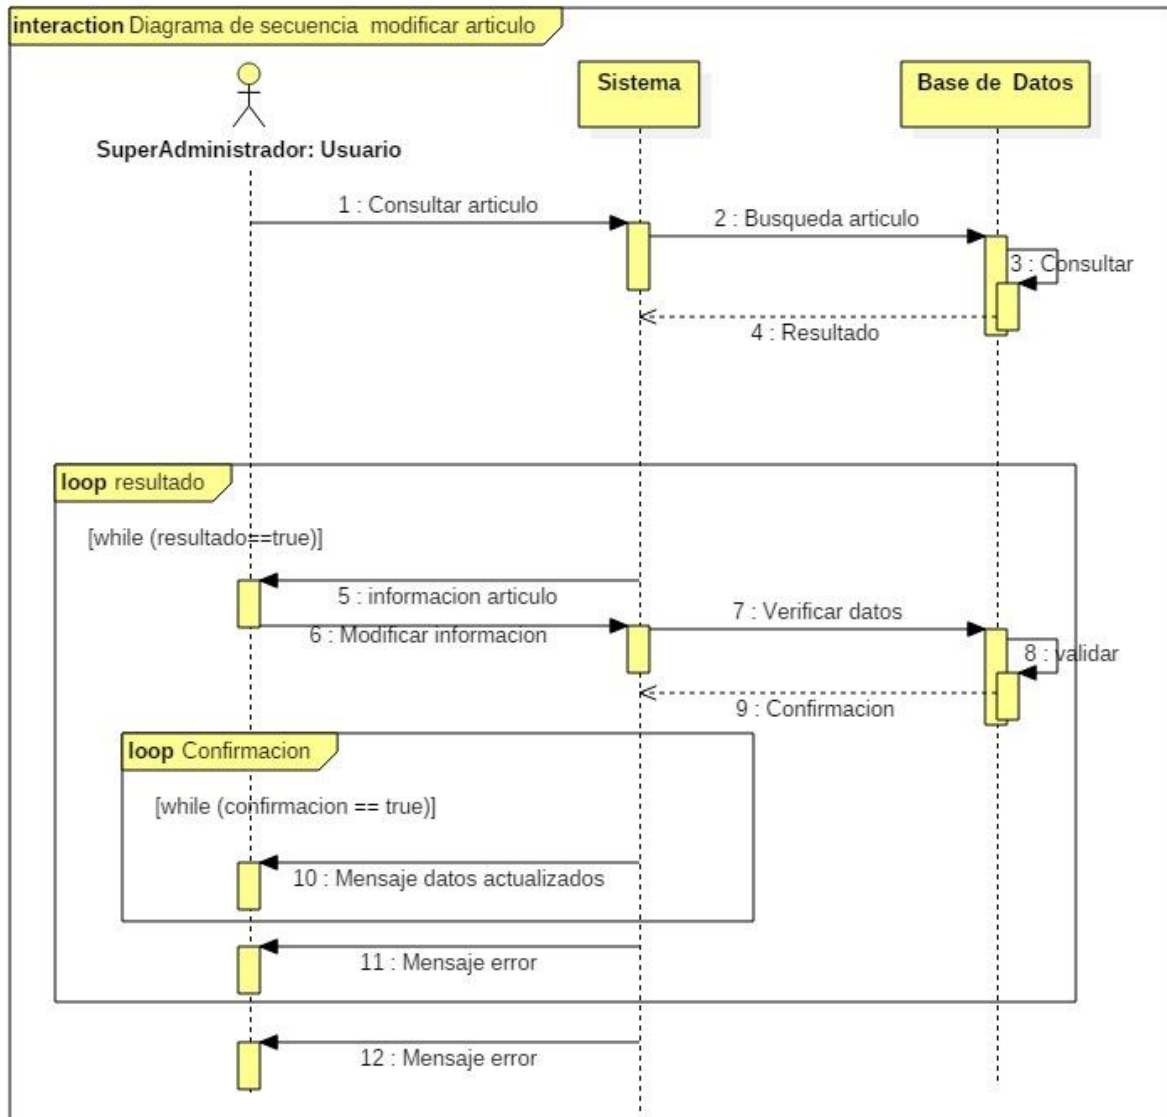 interaction Diagrama de secuencia modificar articulo
Sistema
Base de Datos
SuperAdministrador: Usuario
1 : Consultar articulo
2 : Busqueda articulo
3 : Consultar
4 : Resultado
loop resultado
[while (resultado==true)]
5 : informacion articulo
6 : Modificar informacion
7 : Verificar datos
8 : validar
9 : Confirmacion
loop Confirmacion
[while (confirmacion == true)]
10 : Mensaje datos actualizados
11 : Mensaje error
12 : Mensaje error